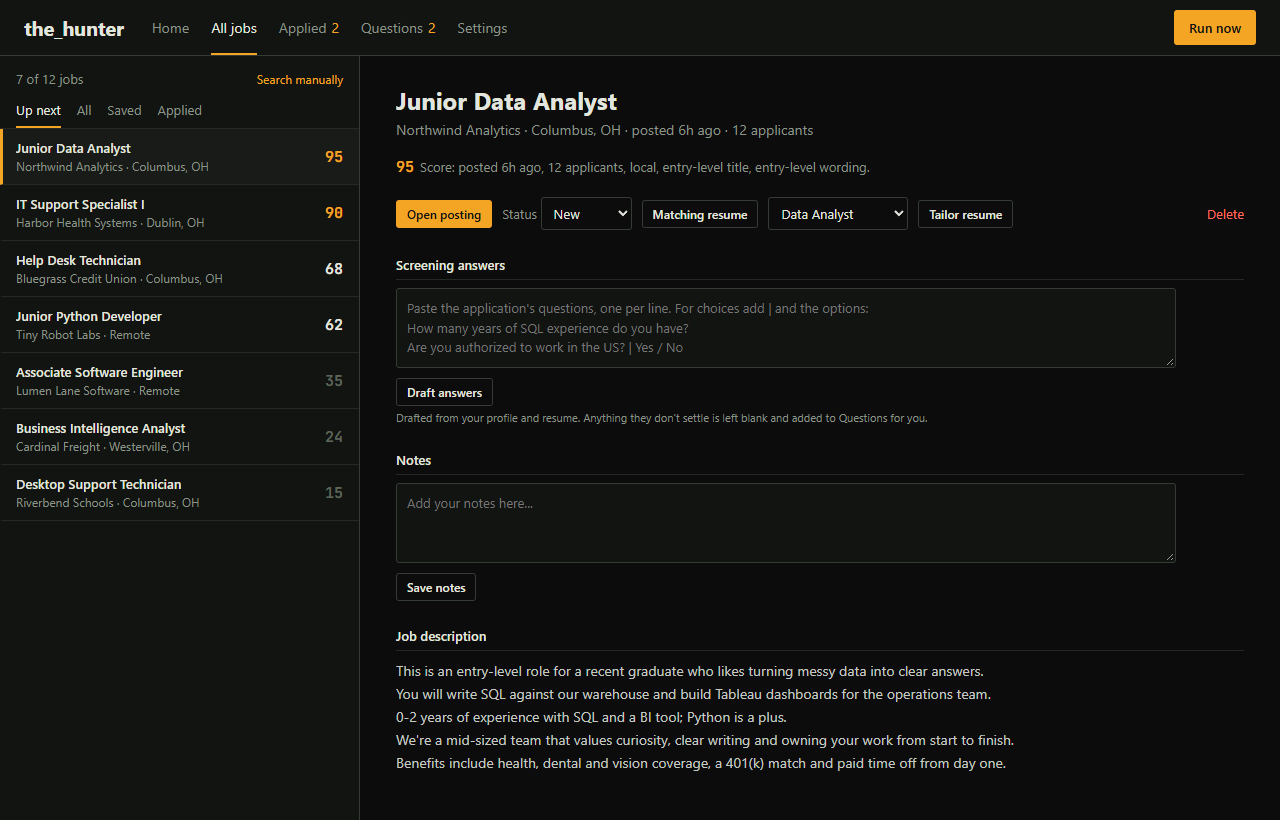 the_hunter
Home
All jobs
Applied 2
Questions 2
Settings
Run now
7 of 12 jobs
Search manually
Up next
All
Saved
Applied
Junior Data Analyst
Northwind Analytics · Columbus, OH
95
IT Support Specialist I
Harbor Health Systems · Dublin, OH
90
Help Desk Technician
Bluegrass Credit Union · Columbus, OH
68
Junior Python Developer
Tiny Robot Labs · Remote
62
Associate Software Engineer
Lumen Lane Software · Remote
35
Business Intelligence Analyst
Cardinal Freight · Westerville, OH
24
Desktop Support Technician
Riverbend Schools · Columbus, OH
15
Junior Data Analyst
Northwind Analytics · Columbus, OH · posted 6h ago · 12 applicants
95 Score: posted 6h ago, 12 applicants, local, entry-level title, entry-level wording.
Open posting
Status
New
Matching resume
Data Analyst
Tailor resume
Delete
Screening answers
Paste the application's questions, one per line. For choices add | and the options:
How many years of SQL experience do you have?
Are you authorized to work in the US? | Yes / No
Draft answers
Drafted from your profile and resume. Anything they don't settle is left blank and added to Questions for you.
Notes
Add your notes here...
Save notes
Job description
This is an entry-level role for a recent graduate who likes turning messy data into clear answers.
You will write SQL against our warehouse and build Tableau dashboards for the operations team.
0-2 years of experience with SQL and a BI tool; Python is a plus.
We're a mid-sized team that values curiosity, clear writing and owning your work from start to finish.
Benefits include health, dental and vision coverage, a 401(k) match and paid time off from day one.